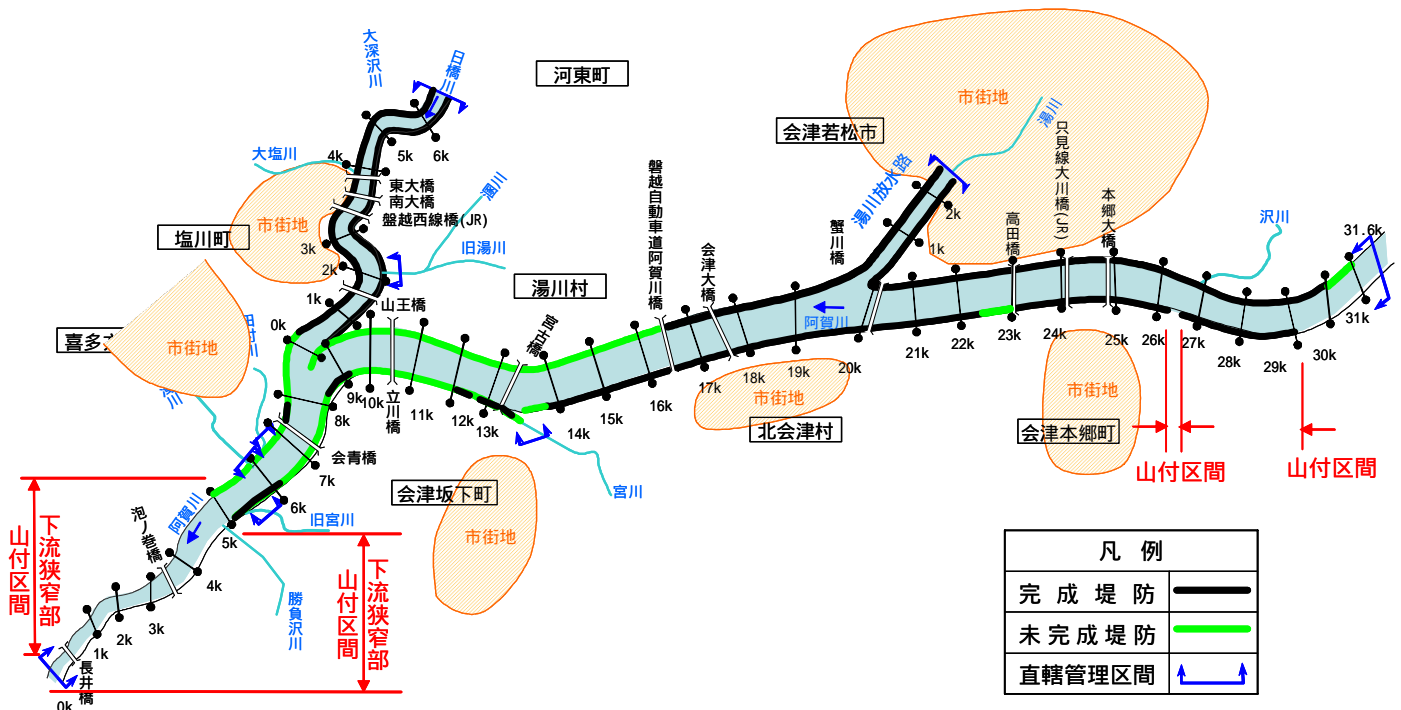 河東町
大深沢川
日橋川
市街地
会津若松市
湯川
只見線大川橋(JR)
大塩川
4k
5k
6k
東大橋
南大橋
磐越西線橋(JR)
市街地
塩川町
3k
2k
1k
0k
旧湯川
山王橋
湯川村
磐越自動車道阿賀川橋
会津大橋
蟹川橋
湯川放水路
2k
1k
高田橋
本郷大橋
沢川
31.6k
阿賀川
市街地
宮古橋
立川橋
8k
9k
10k
11k
12k
13k
14k
15k
16k
17k
18k
19k
20k
21k
22k
23k
24k
25k
26k
27k
28k
29k
30k
31k
市街地
北会津村
市街地
会津本郷町
山付区間
山付区間
会青橋
7k
6k
5k
4k
3k
2k
1k
0k
会津坂下町
市街地
宮川
旧宮川
勝負沢川
阿賀川
泡ノ巻橋
長井橋
下流狭窄部
山付区間
下流狭窄部
山付区間
凡 例
完成堤防
未完成堤防
直轄管理区間